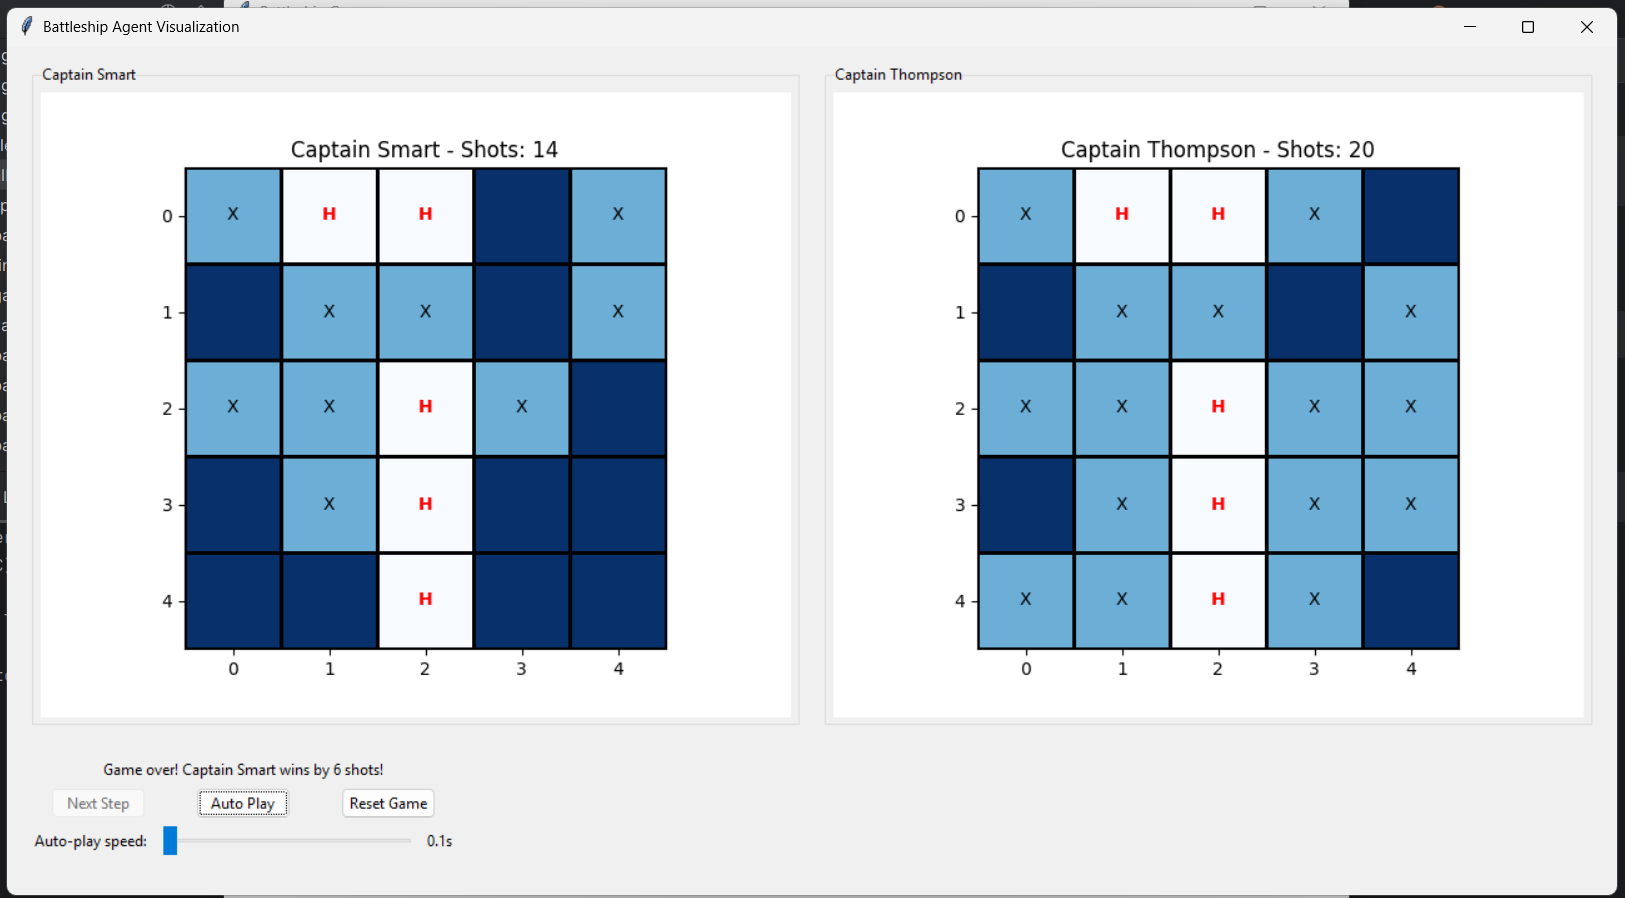 Battleship Agent Visualization
Captain Smart
Captain Thompson
Captain Smart - Shots: 14
0 X H H X
1 X X X
2 X X H X
3 X H
4 H
0 1 2 3 4
Captain Thompson - Shots: 20
0 X H H X
1 X X X
2 X X H X X
3 X H X X
4 X X H X
0 1 2 3 4
Game over! Captain Smart wins by 6 shots!
Next Step Auto Play Reset Game
Auto-play speed: 0.1s